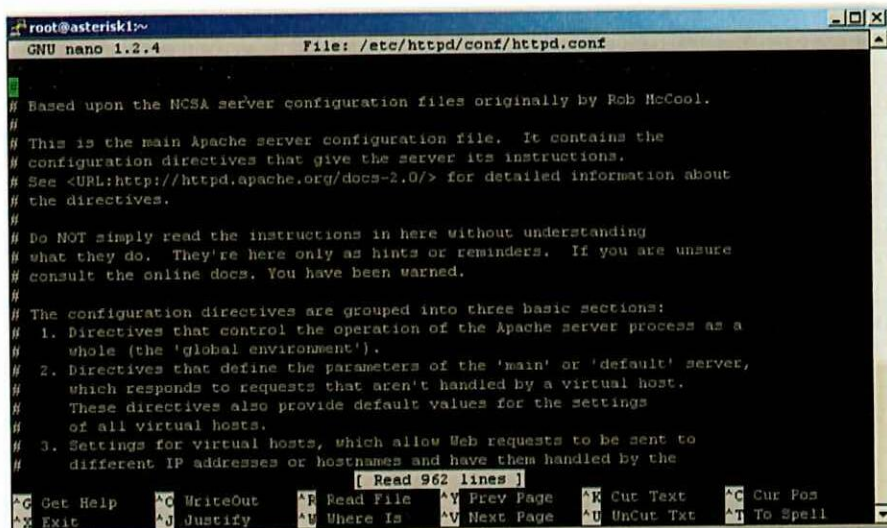 root@asterisk1:~
GNU nano 1.2.4 File: /etc/httpd/conf/httpd.conf
#
# Based upon the NCSA server configuration files originally by Rob McCool.
#
# This is the main Apache server configuration file. It contains the
# configuration directives that give the server its instructions.
# See <URL:http://httpd.apache.org/docs-2.0/> for detailed information about
# the directives.
#
# Do NOT simply read the instructions in here without understanding
# what they do. They're here only as hints or reminders. If you are unsure
# consult the online docs. You have been warned.
#
# The configuration directives are grouped into three basic sections:
# 1. Directives that control the operation of the Apache server process as a
# whole (the 'global environment').
# 2. Directives that define the parameters of the 'main' or 'default' server,
# which responds to requests that aren't handled by a virtual host.
# These directives also provide default values for the settings
# of all virtual hosts.
# 3. Settings for virtual hosts, which allow Web requests to be sent to
# different IP addresses or hostnames and have them handled by the
[ Read 962 lines ]
^G Get Help ^O WriteOut ^R Read File ^Y Prev Page ^K Cut Text ^C Cur Pos
^X Exit ^J Justify ^W Where Is ^V Next Page ^U UnCut Txt ^T To Spell